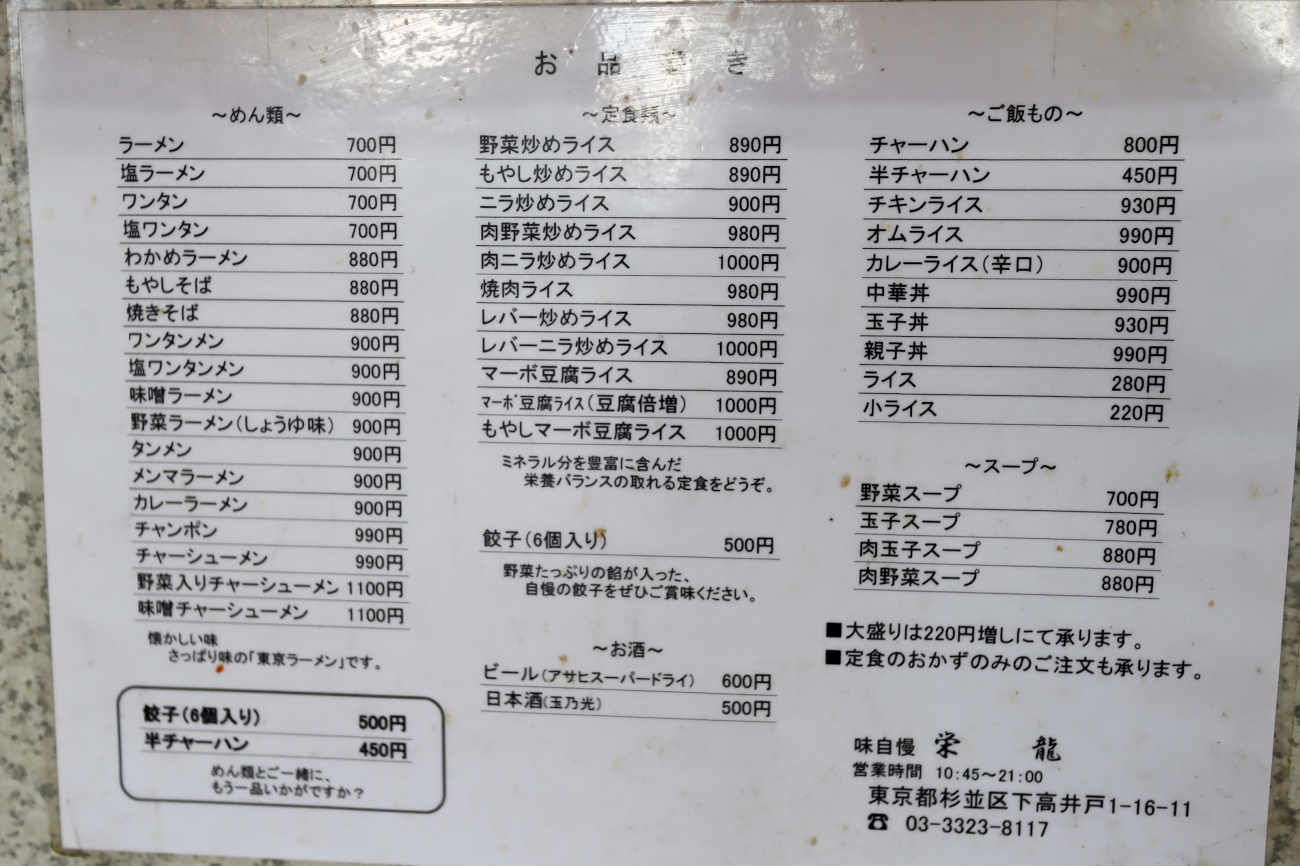 お品書き
～めん類～
ラーメン 700円
塩ラーメン 700円
ワンタン 700円
塩ワンタン 700円
わかめラーメン 880円
もやしそば 880円
焼きそば 880円
ワンタンメン 900円
塩ワンタンメン 900円
味噌ラーメン 900円
野菜ラーメン(しょうゆ味) 900円
タンメン 900円
メンマラーメン 900円
カレーラーメン 900円
チャンポン 990円
チャーシューメン 990円
野菜入りチャーシューメン 1100円
味噌チャーシューメン 1100円
懐かしい味
さっぱり味の「東京ラーメン」です。
餃子(6個入り) 500円
半チャーハン 450円
めん類とご一緒に、
もう一品いかがですか?
～定食類～
野菜炒めライス 890円
もやし炒めライス 890円
ニラ炒めライス 900円
肉野菜炒めライス 980円
肉ニラ炒めライス 1000円
焼肉ライス 980円
レバー炒めライス 980円
レバーニラ炒めライス 1000円
マーボ豆腐ライス 890円
ﾏｰﾎﾞ豆腐ﾗｲｽ(豆腐倍増) 1000円
もやしマーボ豆腐ライス 1000円
ミネラル分を豊富に含んだ
栄養バランスの取れる定食をどうぞ。
餃子(6個入り) 500円
野菜たっぷりの餡が入った、
自慢の餃子をぜひご賞味ください。
～お酒～
ビール(アサヒスーパードライ) 600円
日本酒(玉乃光) 500円
～ご飯もの～
チャーハン 800円
半チャーハン 450円
チキンライス 930円
オムライス 990円
カレーライス(辛口) 900円
中華丼 990円
玉子丼 930円
親子丼 990円
ライス 280円
小ライス 220円
～スープ～
野菜スープ 700円
玉子スープ 780円
肉玉子スープ 880円
肉野菜スープ 880円
■大盛りは220円増しにて承ります。
■定食のおかずのみのご注文も承ります。
味自慢 栄龍
営業時間 10:45～21:00
東京都杉並区下高井戸1-16-11
☎ 03-3323-8117